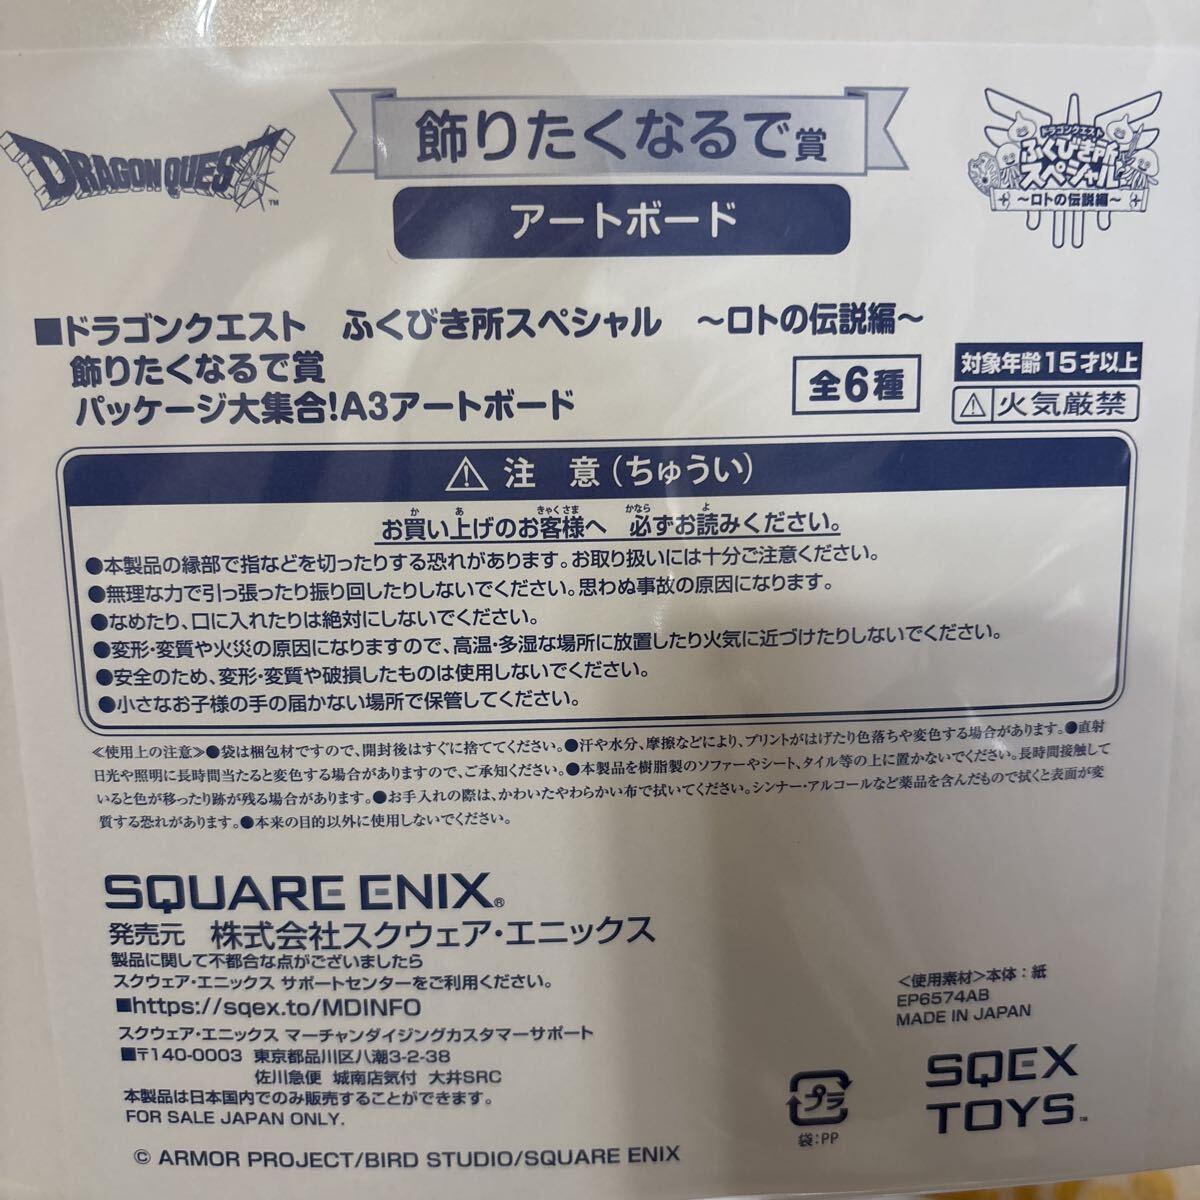 DRAGON QUEST™
飾りたくなるで賞
アートボード
ドラゴンクエスト
ふくびき所
スペシャル
～ロトの伝説編～
■ドラゴンクエスト　ふくびき所スペシャル　～ロトの伝説編～
飾りたくなるで賞
パッケージ大集合!A3アートボード
全6種
対象年齢15才以上
⚠火気厳禁
⚠注　意(ちゅうい)
お買い上げのお客様へ　必ずお読みください。
か あ きゃくさま かなら よ
●本製品の縁部で指などを切ったりする恐れがあります。お取り扱いには十分ご注意ください。
●無理な力で引っ張ったり振り回したりしないでください。思わぬ事故の原因になります。
●なめたり、口に入れたりは絶対にしないでください。
●変形・変質や火災の原因になりますので、高温・多湿な場所に放置したり火気に近づけたりしないでください。
●安全のため、変形・変質や破損したものは使用しないでください。
●小さなお子様の手の届かない場所で保管してください。
≪使用上の注意≫●袋は梱包材ですので、開封後はすぐに捨ててください。●汗や水分、摩擦などにより、プリントがはげたり色落ちや変色する場合があります。●直射
日光や照明に長時間当たると変色する場合がありますので、ご承知ください。●本製品を樹脂製のソファーやシート、タイル等の上に置かないでください。長時間接触して
いると色が移ったり跡が残る場合があります。●お手入れの際は、かわいたやわらかい布で拭いてください。シンナー・アルコールなど薬品を含んだもので拭くと表面が変
質する恐れがあります。●本来の目的以外に使用しないでください。
SQUARE ENIX®
発売元　株式会社スクウェア・エニックス
製品に関して不都合な点がございましたら
スクウェア・エニックス サポートセンターをご利用ください。
■https://sqex.to/MDINFO
スクウェア・エニックス マーチャンダイジングカスタマーサポート
■〒140-0003　東京都品川区八潮3-2-38
佐川急便　城南店気付　大井SRC
本製品は日本国内でのみ販売することができます。
FOR SALE JAPAN ONLY.
<使用素材>本体：紙
EP6574AB
MADE IN JAPAN
プラ
袋：PP
SQEX
TOYS™
© ARMOR PROJECT/BIRD STUDIO/SQUARE ENIX